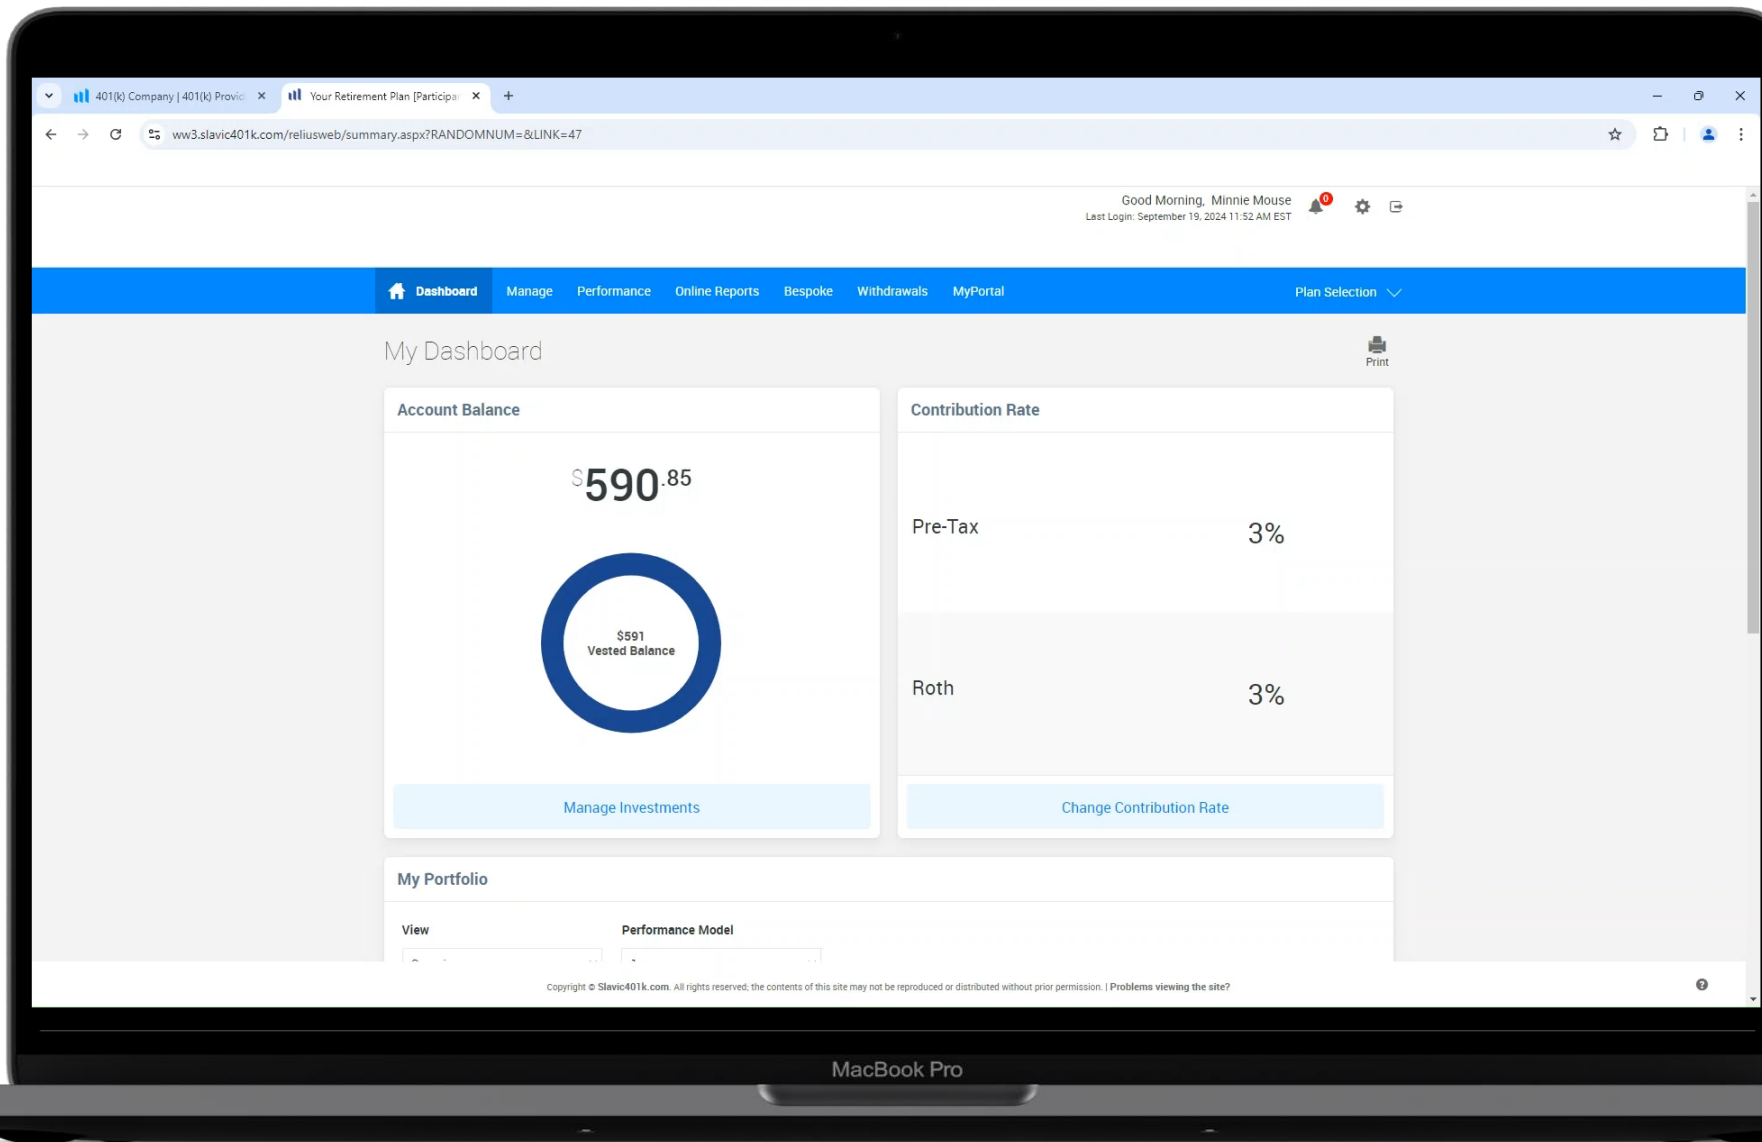 401(k) Company | 401(k) Provid
Your Retirement Plan [Participa
ww3.slavic401k.com/reliusweb/summary.aspx?RANDOMNUM=&LINK=47
Good Morning, Minnie Mouse
0
Last Login: September 19, 2024 11:52 AM EST
Dashboard
Manage
Performance
Online Reports
Bespoke
Withdrawals
MyPortal
Plan Selection
My Dashboard
Print
Account Balance
$590.85
$591
Vested Balance
Manage Investments
Contribution Rate
Pre-Tax 3%
Roth 3%
Change Contribution Rate
My Portfolio
View
Performance Model
Copyright © Slavic401k.com. All rights reserved; the contents of this site may not be reproduced or distributed without prior permission. | Problems viewing the site?
?
MacBook Pro